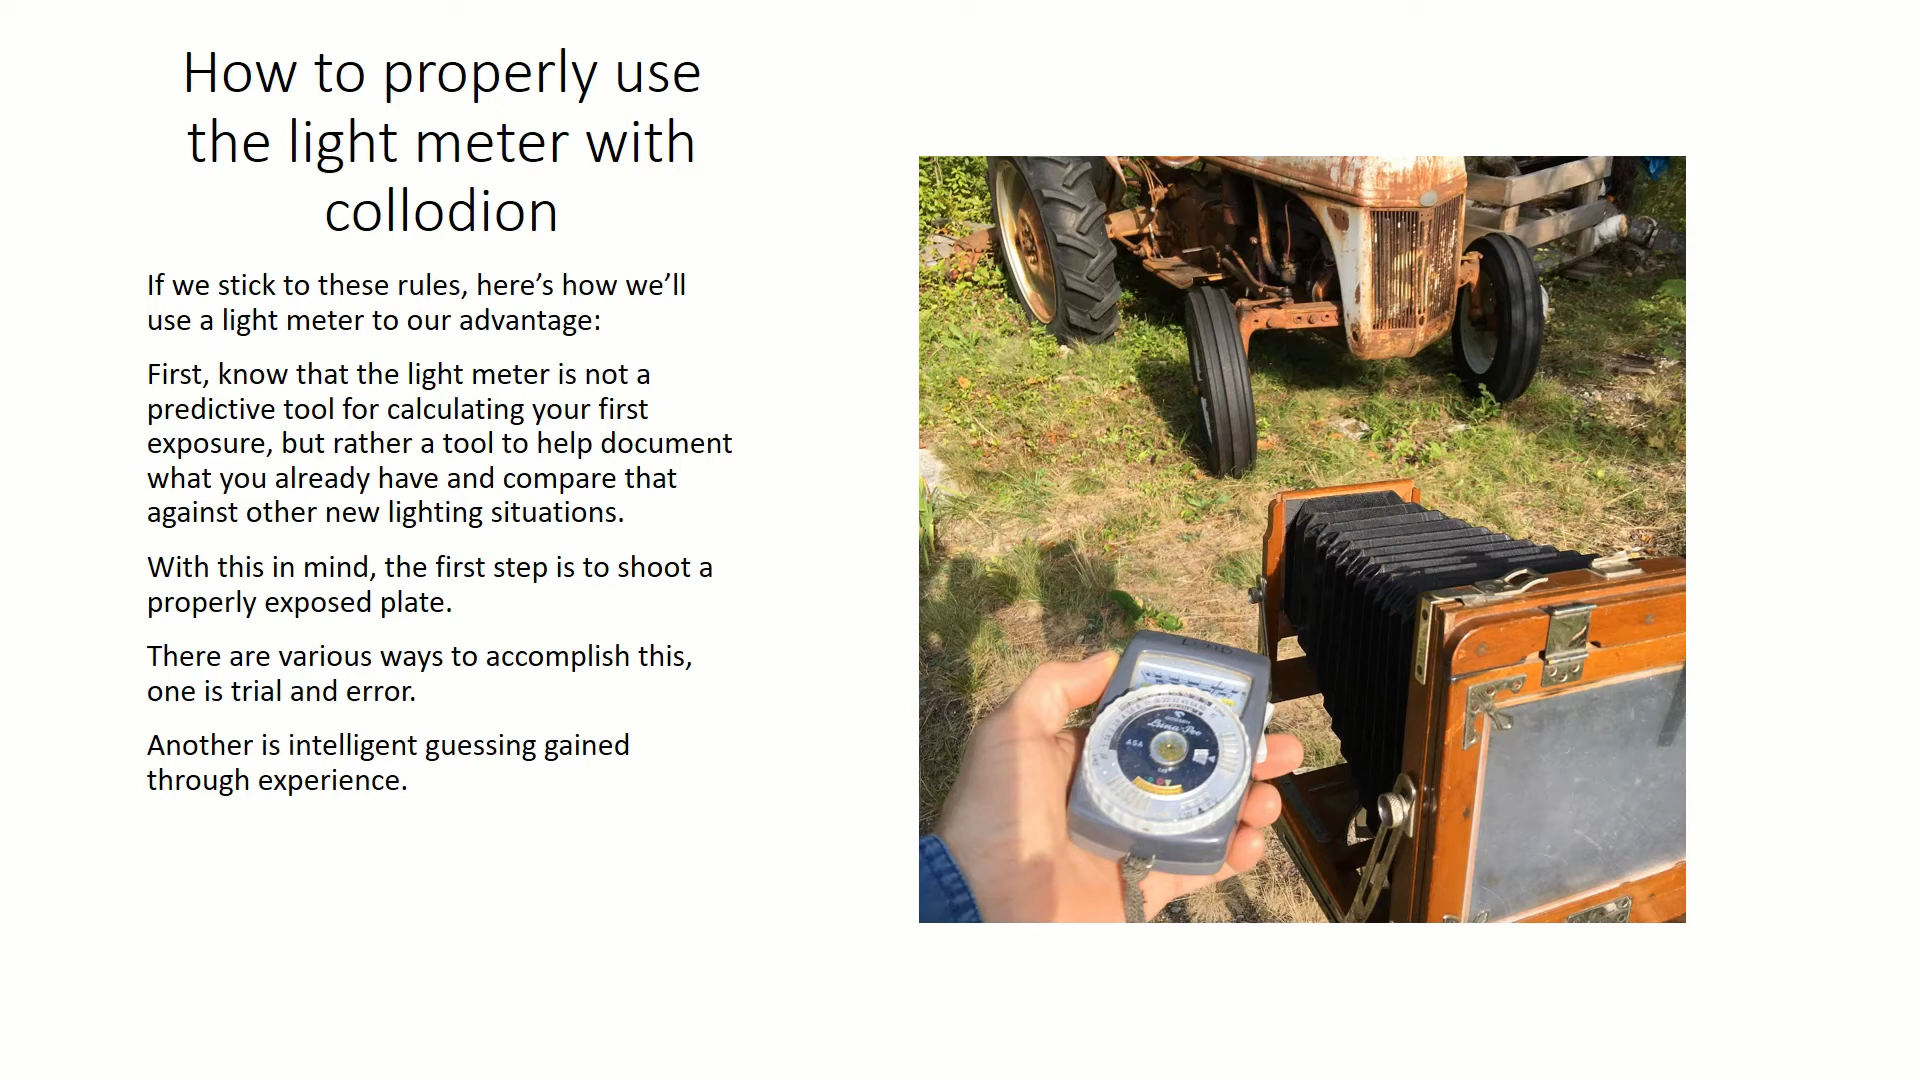 How to properly use
the light meter with
collodion
If we stick to these rules, here’s how we’ll
use a light meter to our advantage:
First, know that the light meter is not a
predictive tool for calculating your first
exposure, but rather a tool to help document
what you already have and compare that
against other new lighting situations.
With this in mind, the first step is to shoot a
properly exposed plate.
There are various ways to accomplish this,
one is trial and error.
Another is intelligent guessing gained
through experience.
GOSSEN
Luna-Pro
ASA